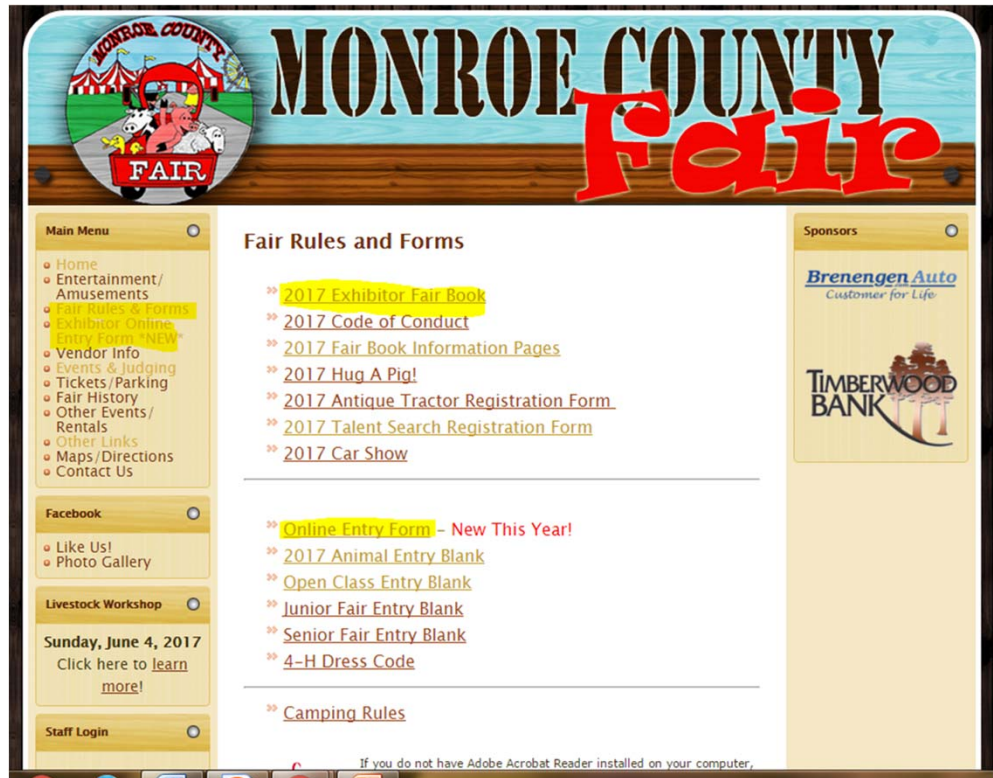 MONROE COUNTY
FAIR
MONROE COUNTY
Fair
Main Menu
Home
Entertainment/
Amusements
Fair Rules & Forms
Exhibitor Online
Entry Form *NEW*
Vendor Info
Events & Judging
Tickets/Parking
Fair History
Other Events/
Rentals
Other Links
Maps/Directions
Contact Us
Facebook
Like Us!
Photo Gallery
Livestock Workshop
Sunday, June 4, 2017
Click here to learn
more!
Staff Login
Fair Rules and Forms
2017 Exhibitor Fair Book
2017 Code of Conduct
2017 Fair Book Information Pages
2017 Hug A Pig!
2017 Antique Tractor Registration Form
2017 Talent Search Registration Form
2017 Car Show
Online Entry Form – New This Year!
2017 Animal Entry Blank
Open Class Entry Blank
Junior Fair Entry Blank
Senior Fair Entry Blank
4-H Dress Code
Camping Rules
If you do not have Adobe Acrobat Reader installed on your computer,
Sponsors
Brenengen Auto
Customer for Life
TIMBERWOOD
BANK